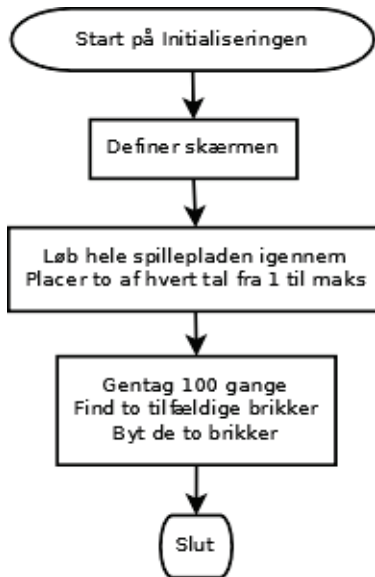 Start på Initialiseringen
Definer skærmen
Løb hele spillepladen igennem
Placer to af hvert tal fra 1 til maks
Gentag 100 gange
Find to tilfældige brikker
Byt de to brikker
Slut